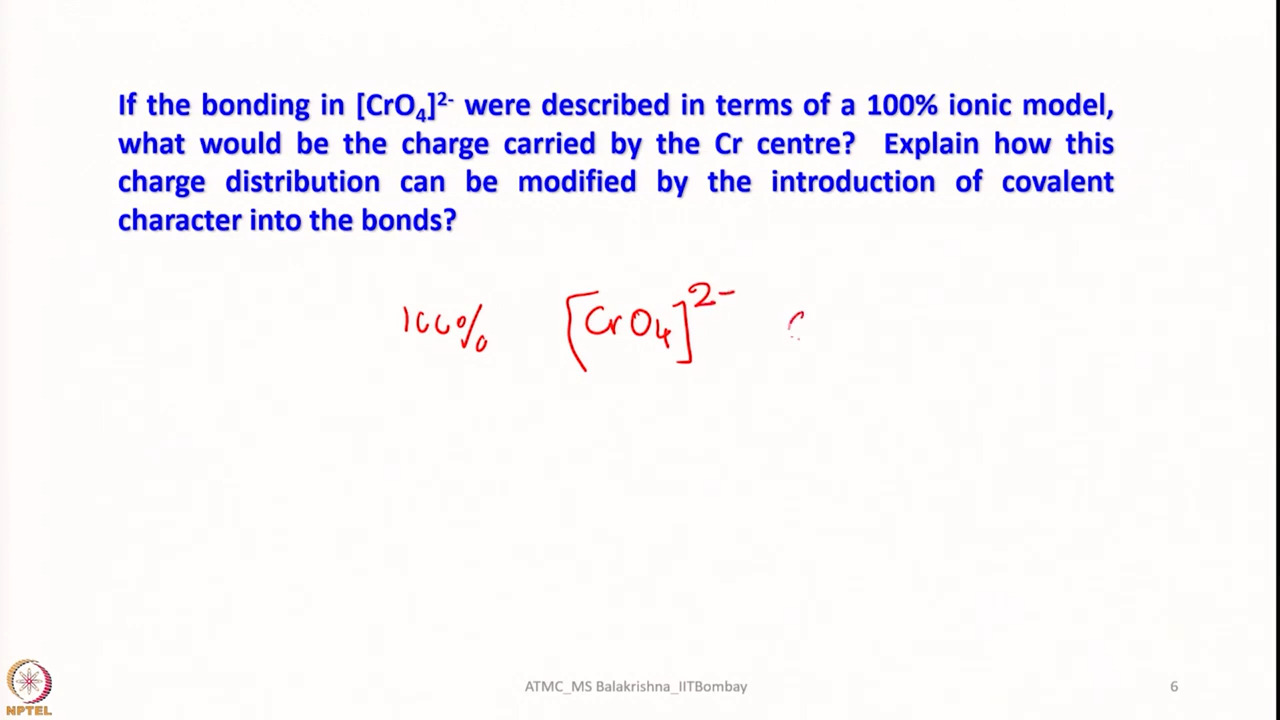 If the bonding in [CrO₄]²⁻ were described in terms of a 100% ionic model,
what would be the charge carried by the Cr centre? Explain how this
charge distribution can be modified by the introduction of covalent
character into the bonds?
100% [CrO₄]²⁻
NPTEL
ATMC_MS Balakrishna_IITBombay
6